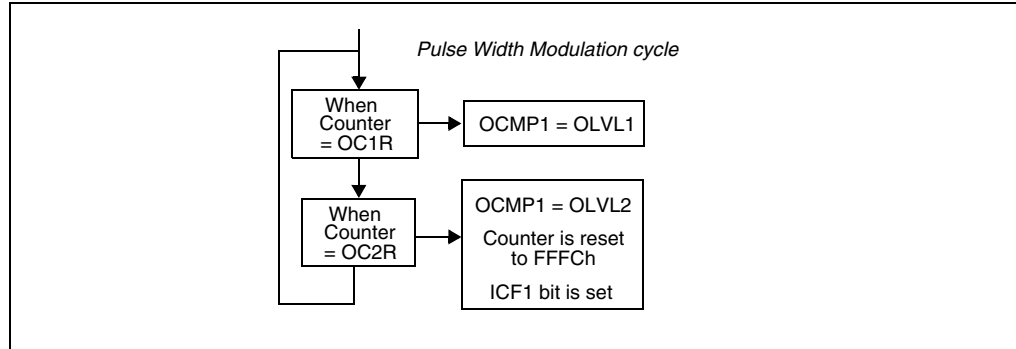 Pulse Width Modulation cycle
When
Counter
= OC1R
OCMP1 = OLVL1
When
Counter
= OC2R
OCMP1 = OLVL2
Counter is reset
to FFFCh
ICF1 bit is set